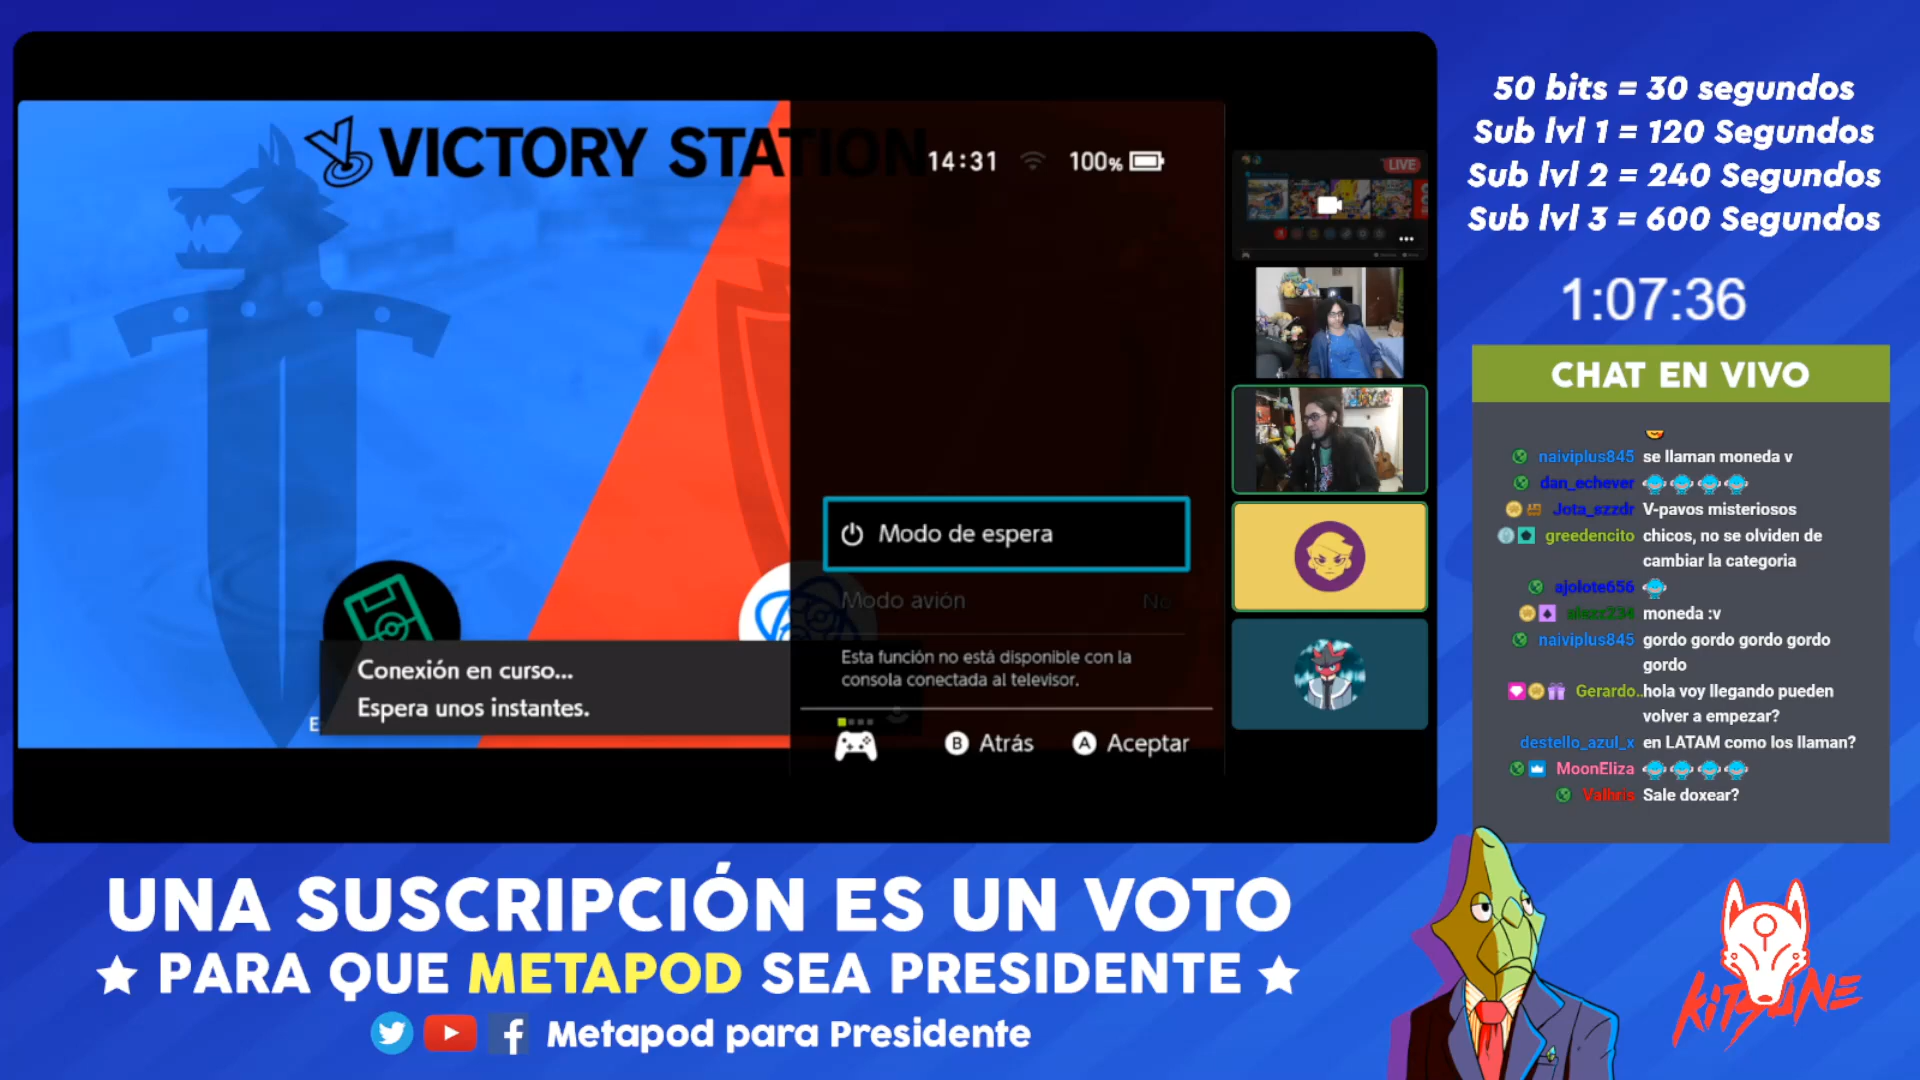 VICTORY STATION
14:31
100%
Modo de espera
Modo avión
No
Esta función no está disponible con la
consola conectada al televisor.
Conexión en curso...
Espera unos instantes.
E
B Atrás
A Aceptar
LIVE
50 bits = 30 segundos
Sub lvl 1 = 120 Segundos
Sub lvl 2 = 240 Segundos
Sub lvl 3 = 600 Segundos
1:07:36
CHAT EN VIVO
naiviplus845 se llaman moneda v
dan_echever
Jota_szzdr V-pavos misteriosos
greedencito chicos, no se olviden de
cambiar la categoria
ajolote656
alexz234 moneda :v
naiviplus845 gordo gordo gordo gordo
gordo
Gerardo.. hola voy llegando pueden
volver a empezar?
destello_azul_x en LATAM como los llaman?
MoonEliza
Valhris Sale doxear?
UNA SUSCRIPCIÓN ES UN VOTO
★ PARA QUE METAPOD SEA PRESIDENTE ★
Metapod para Presidente
KITSUNE